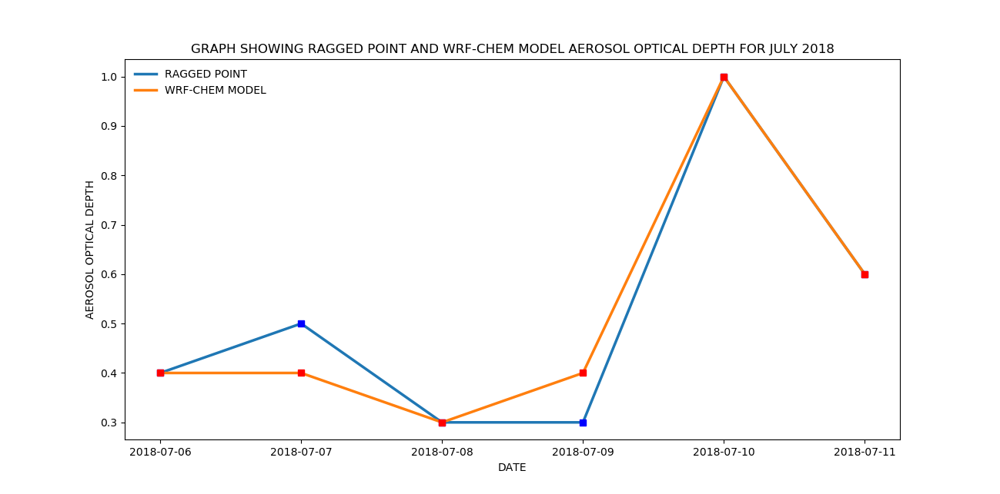 GRAPH SHOWING RAGGED POINT AND WRF-CHEM MODEL AEROSOL OPTICAL DEPTH FOR JULY 2018
RAGGED POINT
WRF-CHEM MODEL
AEROSOL OPTICAL DEPTH
1.0
0.9
0.8
0.7
0.6
0.5
0.4
0.3
2018-07-06 2018-07-07 2018-07-08 2018-07-09 2018-07-10 2018-07-11
DATE